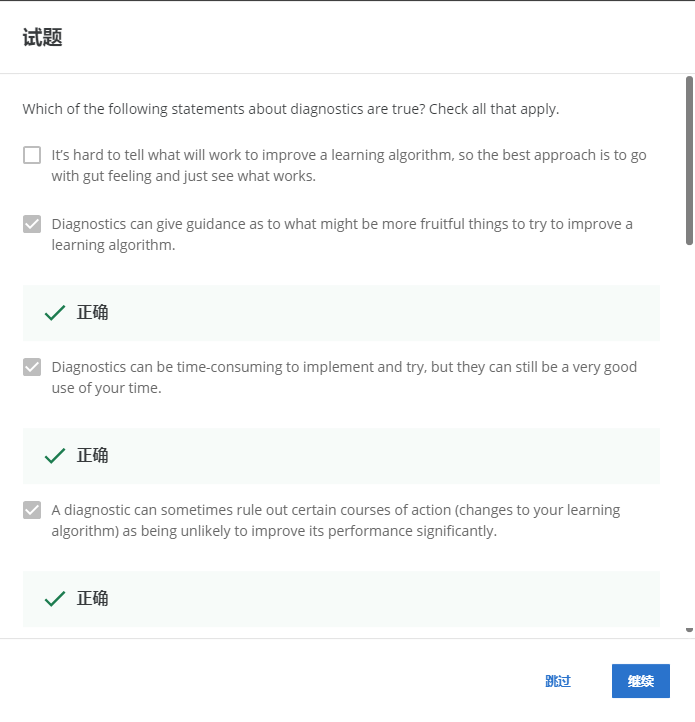 试题
Which of the following statements about diagnostics are true? Check all that apply.
It's hard to tell what will work to improve a learning algorithm, so the best approach is to go
with gut feeling and just see what works.
Diagnostics can give guidance as to what might be more fruitful things to try to improve a
learning algorithm.
正确
Diagnostics can be time-consuming to implement and try, but they can still be a very good
use of your time.
正确
A diagnostic can sometimes rule out certain courses of action (changes to your learning
algorithm) as being unlikely to improve its performance significantly.
正确
跳过
继续